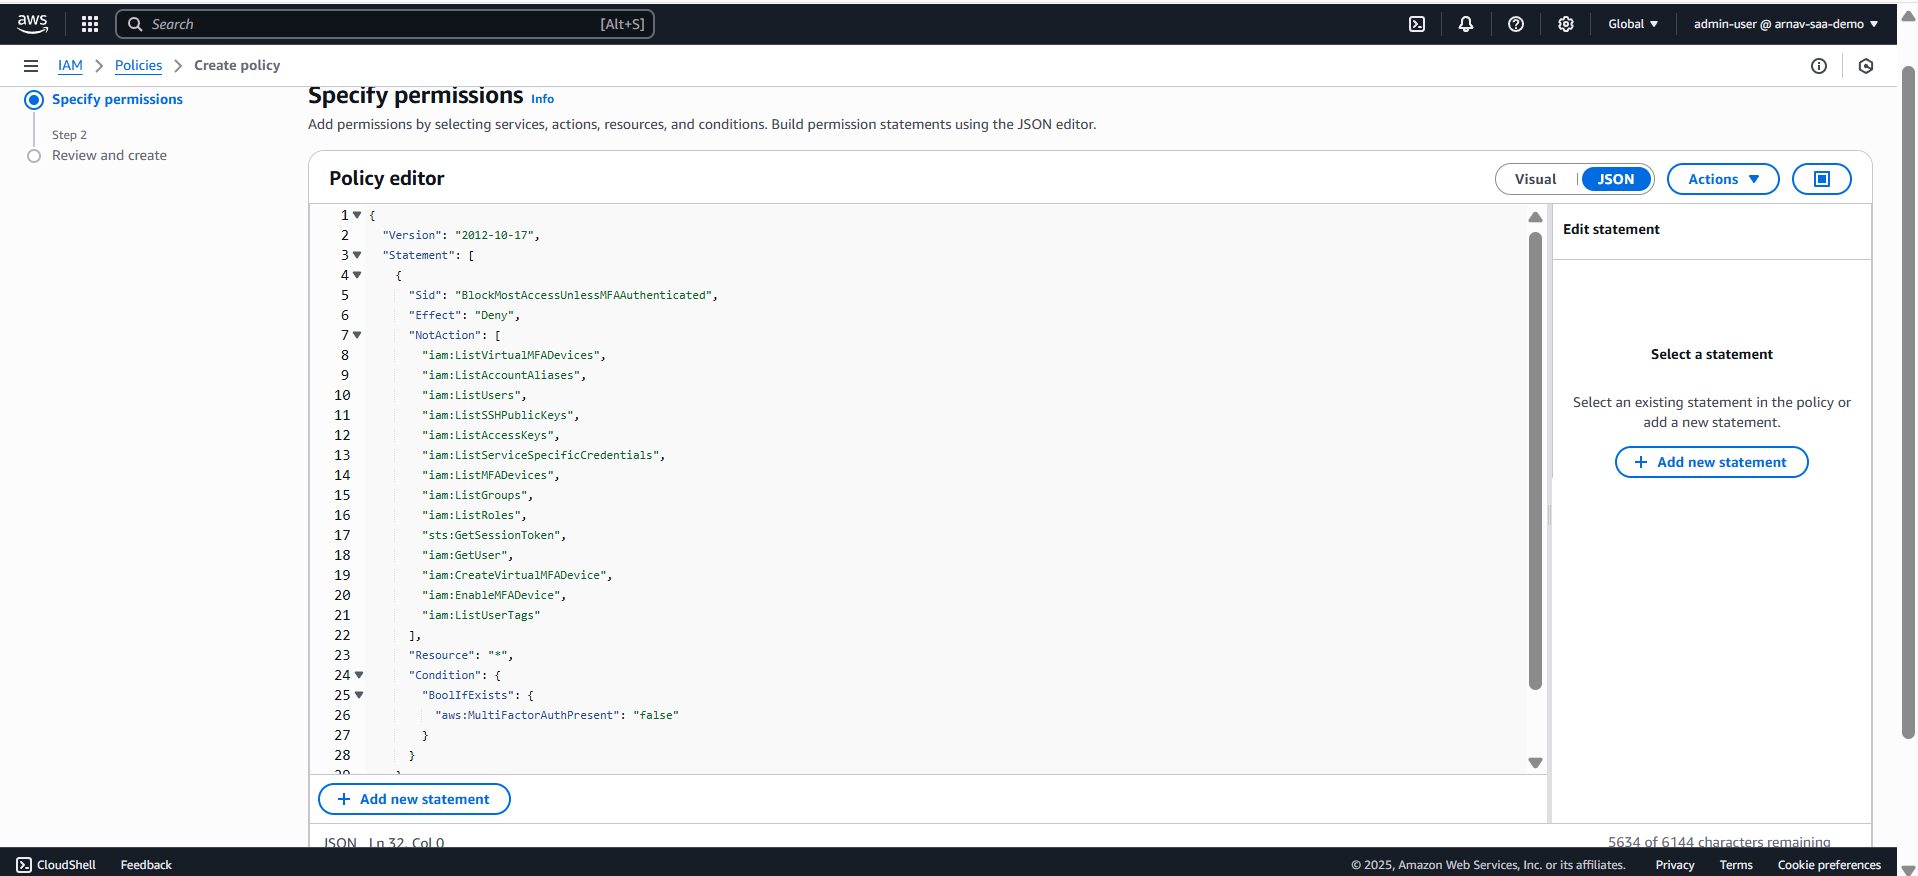 aws
Search [Alt+S]
Global
admin-user @ arnav-saa-demo
IAM > Policies > Create policy
Specify permissions
Step 2
Review and create
Specify permissions Info
Add permissions by selecting services, actions, resources, and conditions. Build permission statements using the JSON editor.
Policy editor
Visual | JSON
Actions
1 {
2 "Version": "2012-10-17",
3 "Statement": [
4 {
5 "Sid": "BlockMostAccessUnlessMFAAuthenticated",
6 "Effect": "Deny",
7 "NotAction": [
8 "iam:ListVirtualMFADevices",
9 "iam:ListAccountAliases",
10 "iam:ListUsers",
11 "iam:ListSSHPublicKeys",
12 "iam:ListAccessKeys",
13 "iam:ListServiceSpecificCredentials",
14 "iam:ListMFADevices",
15 "iam:ListGroups",
16 "iam:ListRoles",
17 "sts:GetSessionToken",
18 "iam:GetUser",
19 "iam:CreateVirtualMFADevice",
20 "iam:EnableMFADevice",
21 "iam:ListUserTags"
22 ],
23 "Resource": "*",
24 "Condition": {
25 "BoolIfExists": {
26 "aws:MultiFactorAuthPresent": "false"
27 }
28 }
29
+ Add new statement
JSON Ln 32, Col 0
5634 of 6144 characters remaining
Edit statement
Select a statement
Select an existing statement in the policy or
add a new statement.
+ Add new statement
CloudShell Feedback
© 2025, Amazon Web Services, Inc. or its affiliates. Privacy Terms Cookie preferences